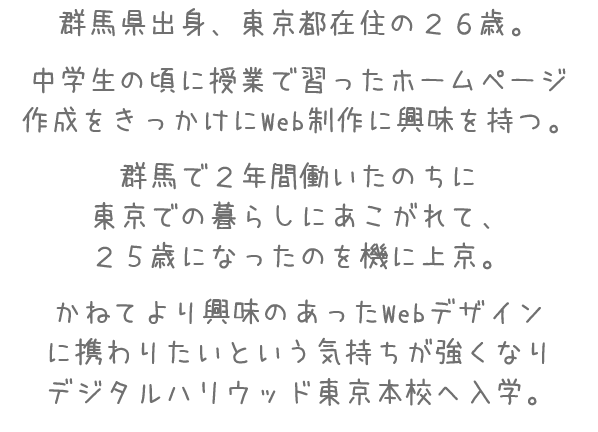 群馬県出身、東京都在住の２６歳。
中学生の頃に授業で習ったホームページ
作成をきっかけにWeb制作に興味を持つ。
群馬で２年間働いたのちに
東京での暮らしにあこがれて、
２５歳になったのを機に上京。
かねてより興味のあったWebデザイン
に携わりたいという気持ちが強くなり
デジタルハリウッド東京本校へ入学。